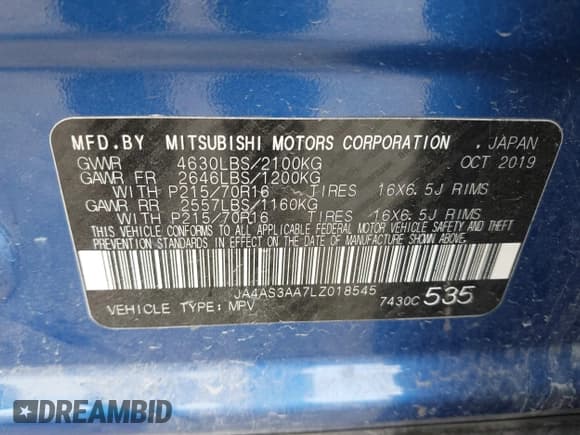 MFD.BY MITSUBISHI MOTORS CORPORATION .JAPAN
GVWR 4630LBS/2100KG OCT 2019
GAWR FR 2646LBS/1200KG
WITH P215/70R16 TIRES 16X6.5J RIMS
GAWR RR 2557LBS/1160KG
WITH P215/70R16 TIRES 16X6.5J RIMS
THIS VEHICLE CONFORMS TO ALL APPLICABLE FEDERAL MOTOR VEHICLE SAFETY AND THEFT
PREVENTION STANDARDS IN EFFECT ON THE DATE OF MANUFACTURE SHOWN ABOVE.
JA4AS3AA7LZ018545
VEHICLE TYPE: MPV 7430C 535
DREAMBID